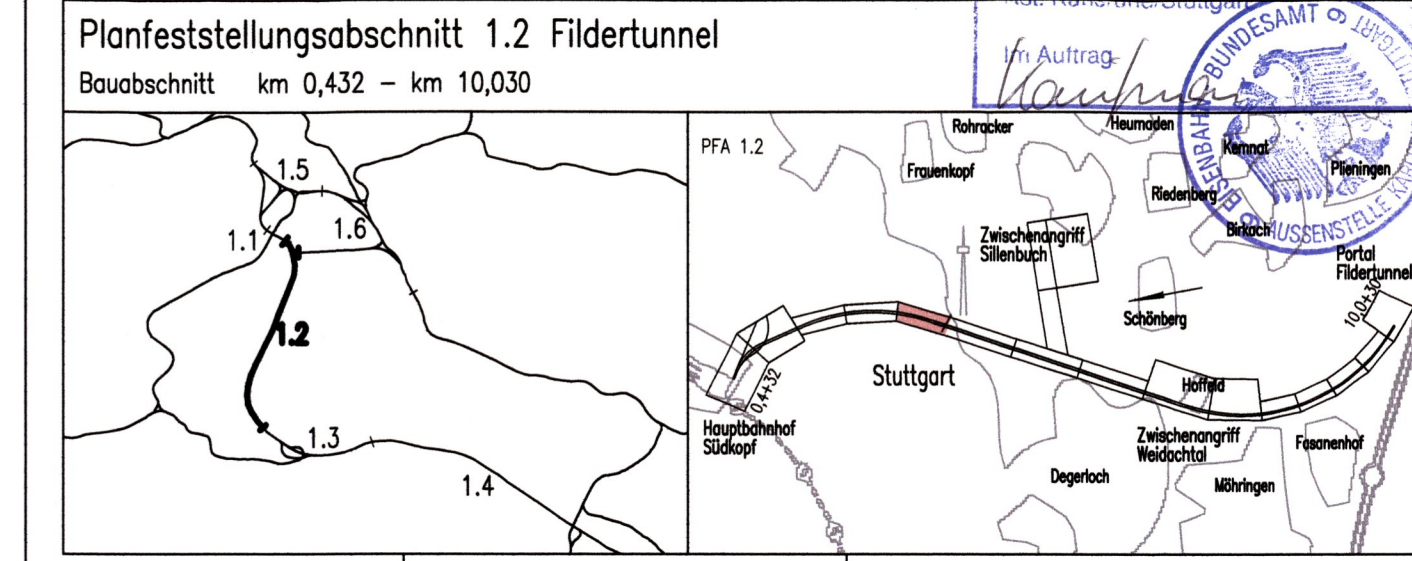 Planfeststellungsabschnitt 1.2 Fildertunnel
Bauabschnitt km 0,432 – km 10,030
Im Auftrag
EISENBAHN-BUNDESAMT
AUSSENSTELLE
1.5
1.6
1.1
1.2
1.3
1.4
PFA 1.2
Rohracker
Heumaden
Kemnat
Frauenkopf
Plieningen
Riedenberg
Birkach
Zwischenangriff
Sillenbuch
Portal
Fildertunnel
10,0+30
Schönberg
Stuttgart
Hoffeld
0,4+32
Hauptbahnhof
Südkopf
Zwischenangriff
Weidachtal
Fasanenhof
Degerloch
Möhringen